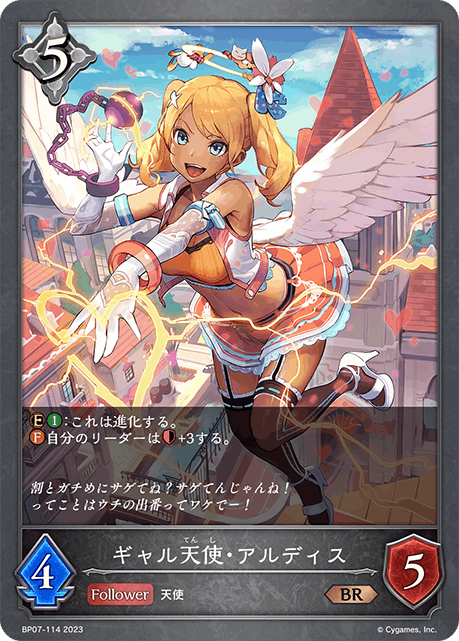 5
E 1：これは進化する。
F 自分のリーダーは+3する。
割とガチめにサゲてね？サゲてんじゃんね！
ってことはウチの出番ってワケでー！
てんし
ギャル天使・アルディス
4
Follower 天使
BR
5
BP07-114 2023
© Cygames, Inc.